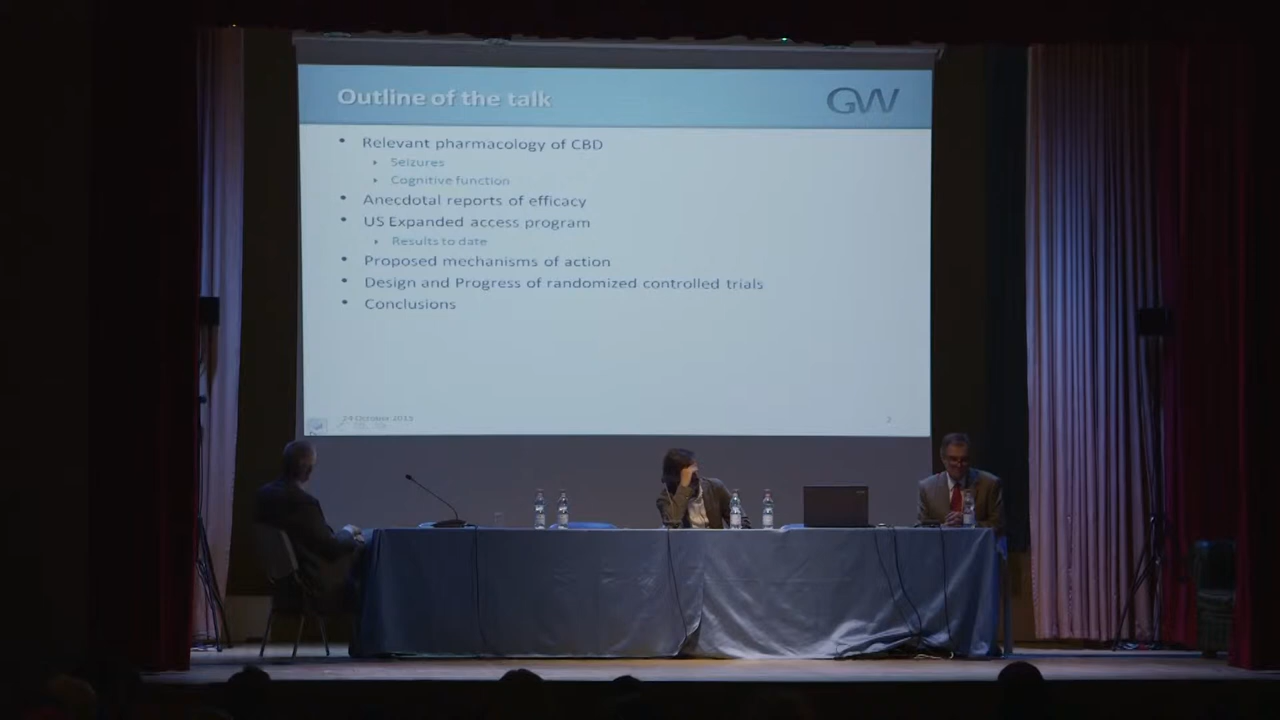 Outline of the talk
GW
• Relevant pharmacology of CBD
Seizures
Cognitive function
• Anecdotal reports of efficacy
• US Expanded access program
Results to date
• Proposed mechanisms of action
• Design and Progress of randomized controlled trials
• Conclusions
2